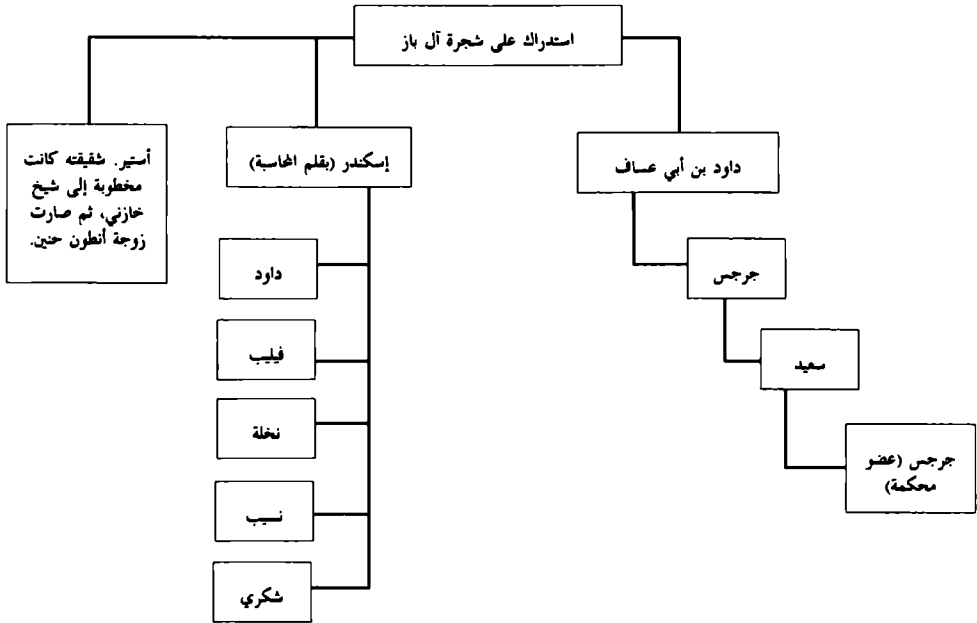 استدراك على شجرة آل باز
داود بن أبي عساف
جرجس
سعيد
جرجس (عضو
محكمة)
إسكندر (بقلم المحاسبة)
داود
فيليب
نخلة
نسيب
شكري
أستير. شقيقته كانت
مخطوبة إلى شيخ
خازني، ثم صارت
زوجة أنطون حنين.